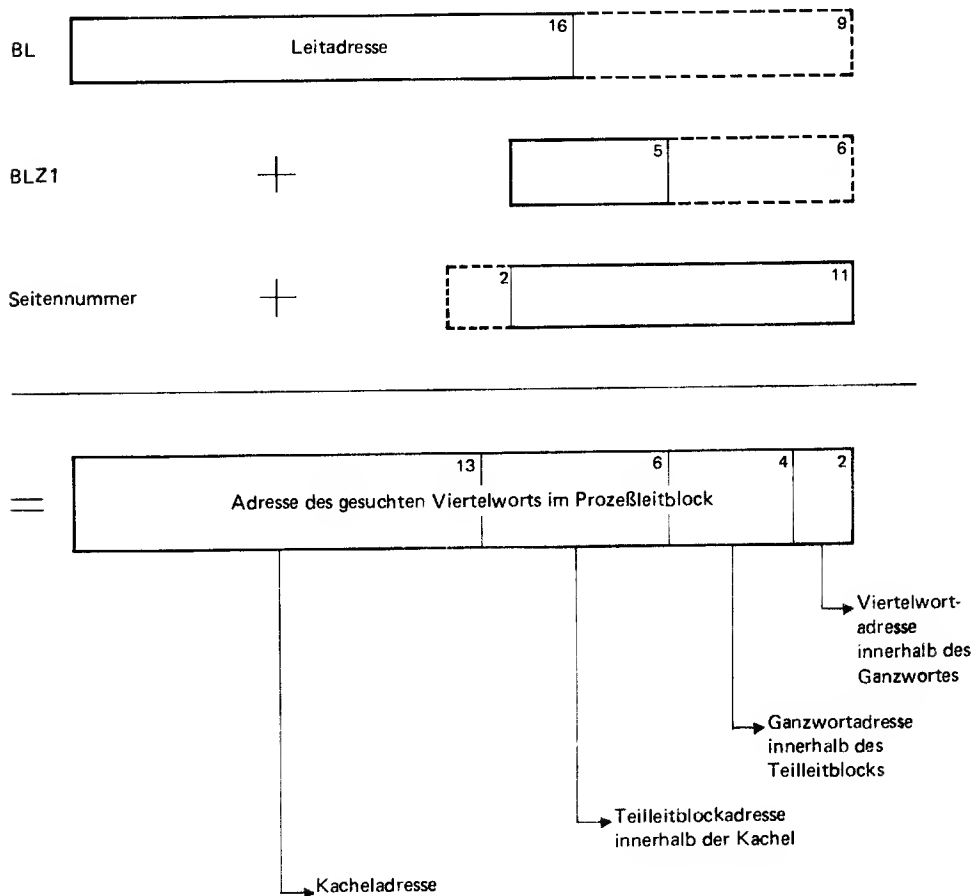 BL
Leitadresse
16
9
BLZ1
+
5
6
Seitennummer
+
2
11
=
13
6
4
2
Adresse des gesuchten Viertelworts im Prozeßleitblock
Viertelwort-
adresse
innerhalb des
Ganzwortes
Ganzwortadresse
innerhalb des
Teilleitblocks
Teilleitblockadresse
innerhalb der Kachel
Kacheladresse